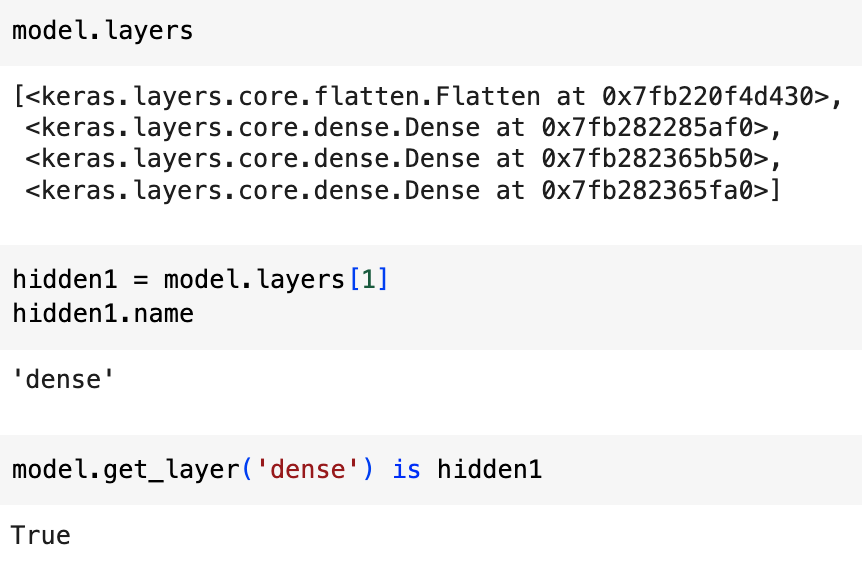 model.layers
[<keras.layers.core.flatten.Flatten at 0x7fb220f4d430>,
 <keras.layers.core.dense.Dense at 0x7fb282285af0>,
 <keras.layers.core.dense.Dense at 0x7fb282365b50>,
 <keras.layers.core.dense.Dense at 0x7fb282365fa0>]
hidden1 = model.layers[1]
hidden1.name
'dense'
model.get_layer('dense') is hidden1
True